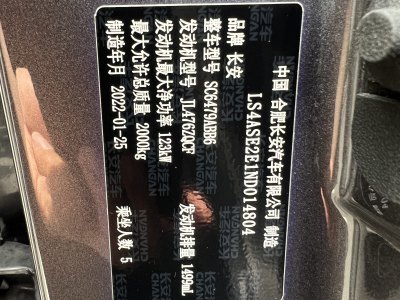 中国 合肥长安汽车有限公司 制造
LS4ASE2E1ND014804
品牌 长安
整车型号 SC6479ABB6
发动机型号 JL476ZQCF 发动机排量 1499mL
发动机最大净功率 123kW
最大允许总质量 2000kg
制造年月 2022-01-25 乘坐人数 5